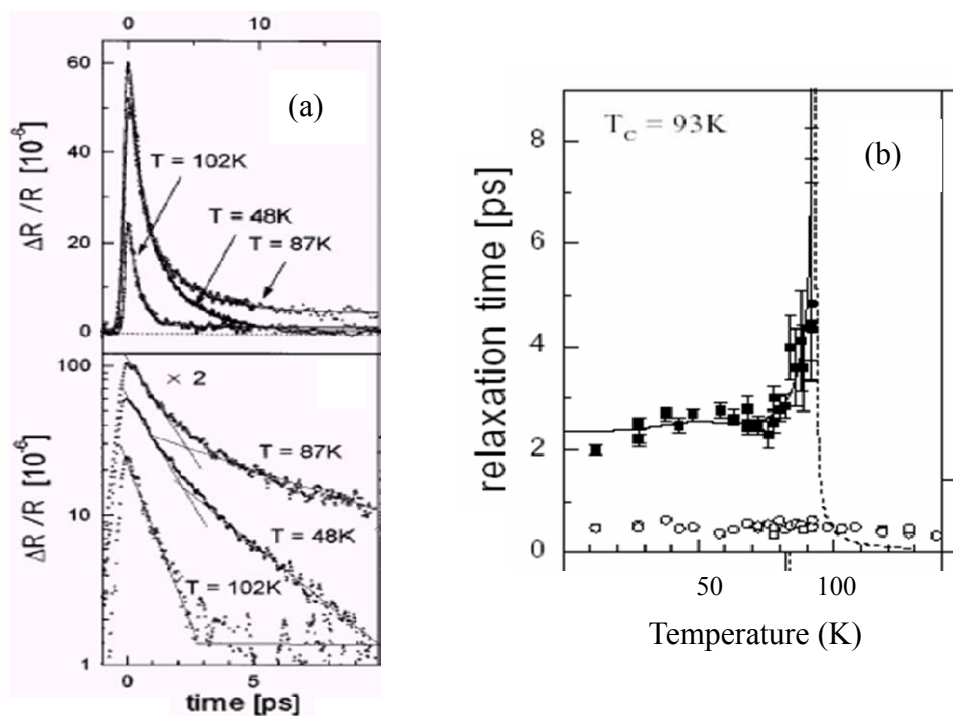 0 10
60
40
20
0
ΔR /R [10⁻⁶]
(a)
T = 102K
T = 48K
T = 87K
100
10
1
ΔR /R [10⁻⁶]
× 2
T = 87K
T = 48K
T = 102K
0 5
time [ps]
8
6
4
2
0
relaxation time [ps]
T_C = 93K
(b)
50 100
Temperature (K)